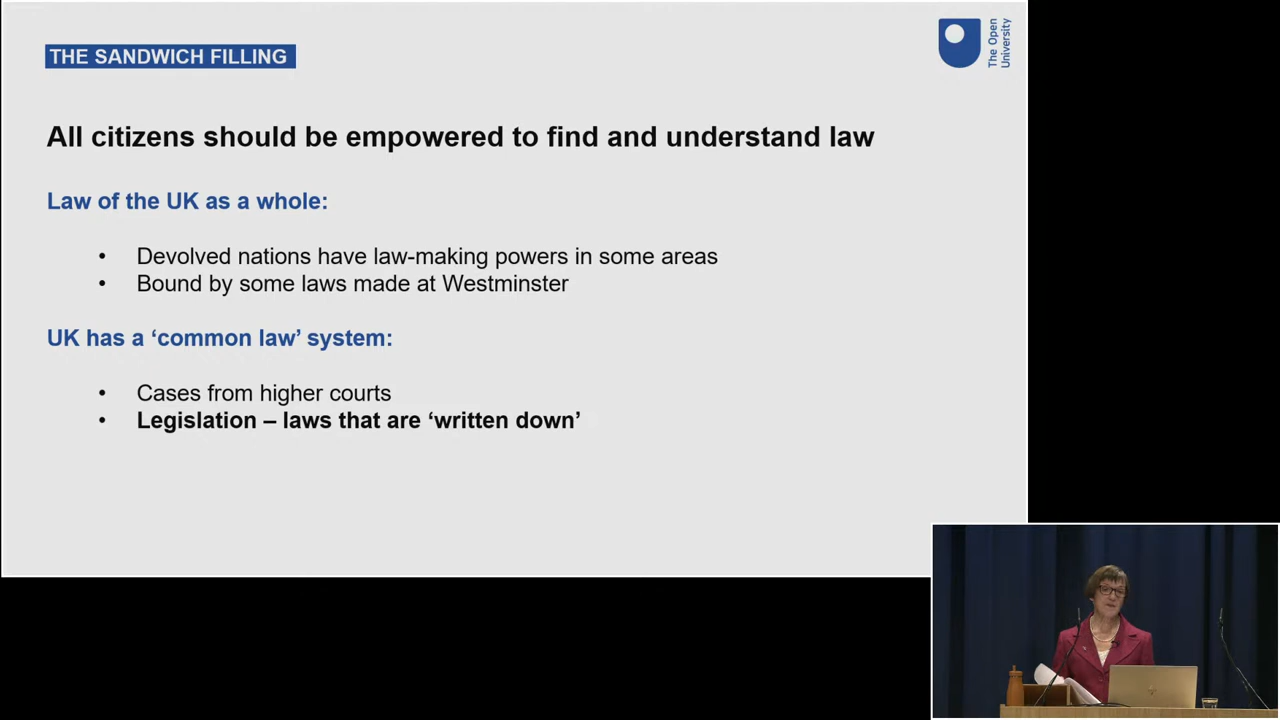 THE SANDWICH FILLING
The Open
University
All citizens should be empowered to find and understand law
Law of the UK as a whole:
• Devolved nations have law-making powers in some areas
• Bound by some laws made at Westminster
UK has a ‘common law’ system:
• Cases from higher courts
• Legislation – laws that are ‘written down’